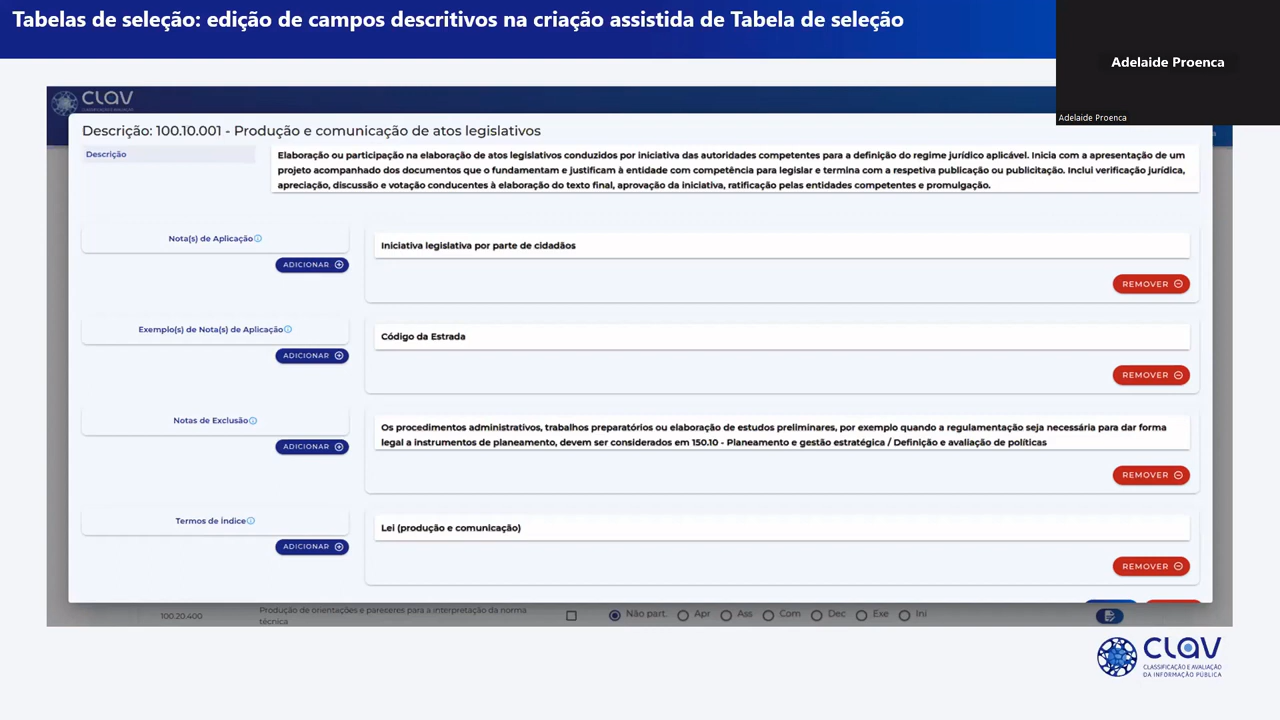 Tabelas de seleção: edição de campos descritivos na criação assistida de Tabela de seleção
Adelaide Proenca
Adelaide Proenca
CLAV
CLASSIFICAÇÃO E AVALIAÇÃO
Descrição: 100.10.001 - Produção e comunicação de atos legislativos
Descrição
Elaboração ou participação na elaboração de atos legislativos conduzidos por iniciativa das autoridades competentes para a definição do regime jurídico aplicável. Inicia com a apresentação de um
projeto acompanhado dos documentos que o fundamentam e justificam à entidade com competência para legislar e termina com a respetiva publicação ou publicitação. Inclui verificação jurídica,
apreciação, discussão e votação conducentes à elaboração do texto final, aprovação da iniciativa, ratificação pelas entidades competentes e promulgação.
Nota(s) de Aplicação
ADICIONAR
Iniciativa legislativa por parte de cidadãos
REMOVER
Exemplo(s) de Nota(s) de Aplicação
ADICIONAR
Código da Estrada
REMOVER
Notas de Exclusão
ADICIONAR
Os procedimentos administrativos, trabalhos preparatórios ou elaboração de estudos preliminares, por exemplo quando a regulamentação seja necessária para dar forma
legal a instrumentos de planeamento, devem ser considerados em 150.10 - Planeamento e gestão estratégica / Definição e avaliação de políticas
REMOVER
Termos de Índice
ADICIONAR
Lei (produção e comunicação)
REMOVER
100.20.400
Produção de orientações e pareceres para a interpretação da norma
técnica
Não part. Apr Ass Com Dec Exe Ini
CLAV
CLASSIFICAÇÃO E AVALIAÇÃO
DA INFORMAÇÃO PÚBLICA